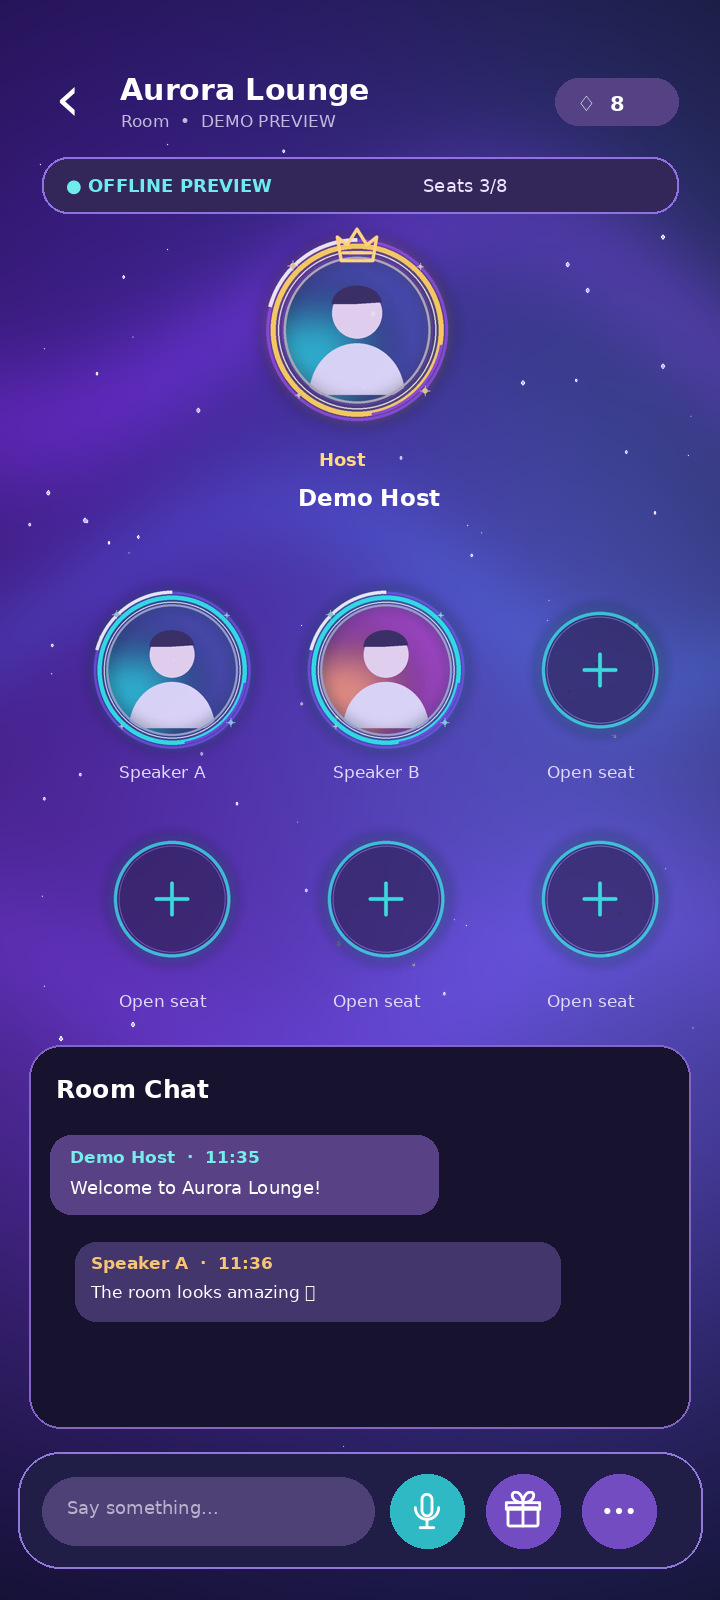 Aurora Lounge
Room • DEMO PREVIEW
♢ 8
● OFFLINE PREVIEW
Seats 3/8
Host
Demo Host
Speaker A
Speaker B
Open seat
Open seat
Open seat
Open seat
Room Chat
Demo Host · 11:35
Welcome to Aurora Lounge!
Speaker A · 11:36
The room looks amazing
Say something...